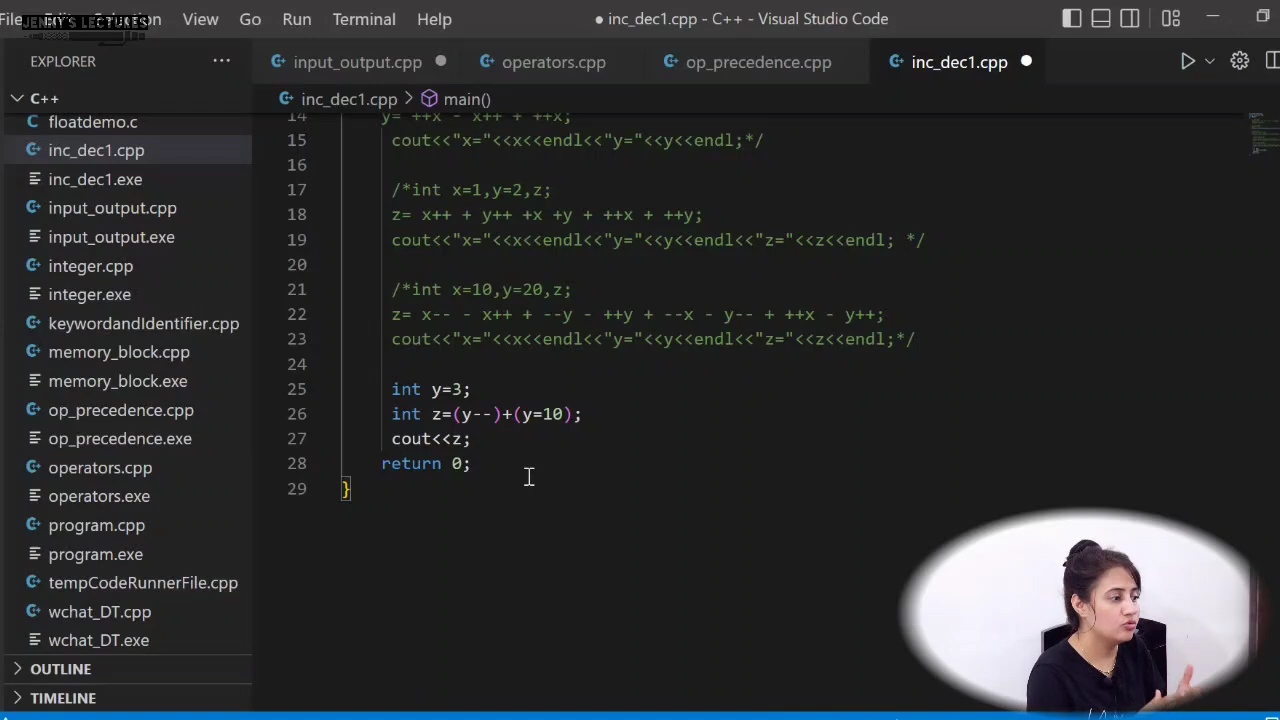 File Edit Selection View Go Run Terminal Help
JENNY'S LECTURES
● inc_dec1.cpp - C++ - Visual Studio Code
EXPLORER
input_output.cpp
operators.cpp
op_precedence.cpp
inc_dec1.cpp
inc_dec1.cpp > main()
C++
floatdemo.c
inc_dec1.cpp
inc_dec1.exe
input_output.cpp
input_output.exe
integer.cpp
integer.exe
keywordandIdentifier.cpp
memory_block.cpp
memory_block.exe
op_precedence.cpp
op_precedence.exe
operators.cpp
operators.exe
program.cpp
program.exe
tempCodeRunnerFile.cpp
wchat_DT.cpp
wchat_DT.exe
OUTLINE
TIMELINE
14 y= ++x - x++ + ++x;
15 cout<<"x="<<x<<endl<<"y="<<y<<endl;*/
16
17 /*int x=1,y=2,z;
18 z= x++ + y++ +x +y + ++x + ++y;
19 cout<<"x="<<x<<endl<<"y="<<y<<endl<<"z="<<z<<endl; */
20
21 /*int x=10,y=20,z;
22 z= x-- - x++ + --y - ++y + --x - y-- + ++x - y++;
23 cout<<"x="<<x<<endl<<"y="<<y<<endl<<"z="<<z<<endl;*/
24
25 int y=3;
26 int z=(y--)+(y=10);
27 cout<<z;
28 return 0;
29 }